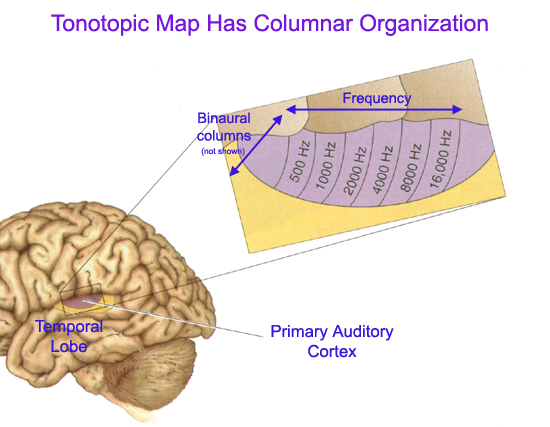 Tonotopic Map Has Columnar Organization
Frequency
Binaural
columns
(not shown)
500 Hz
1000 Hz
2000 Hz
4000 Hz
8000 Hz
16,000 Hz
Temporal
Lobe
Primary Auditory
Cortex